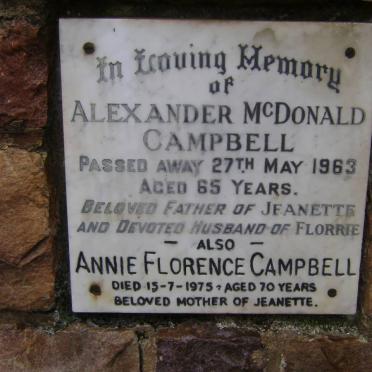 In Loving Memory
of
ALEXANDER McDONALD
CAMPBELL
PASSED AWAY 27TH MAY 1963
AGED 65 YEARS.
BELOVED FATHER OF JEANETTE
AND DEVOTED HUSBAND OF FLORRIE
— ALSO —
ANNIE FLORENCE CAMPBELL
DIED 15-7-1975 · AGED 70 YEARS
BELOVED MOTHER OF JEANETTE.